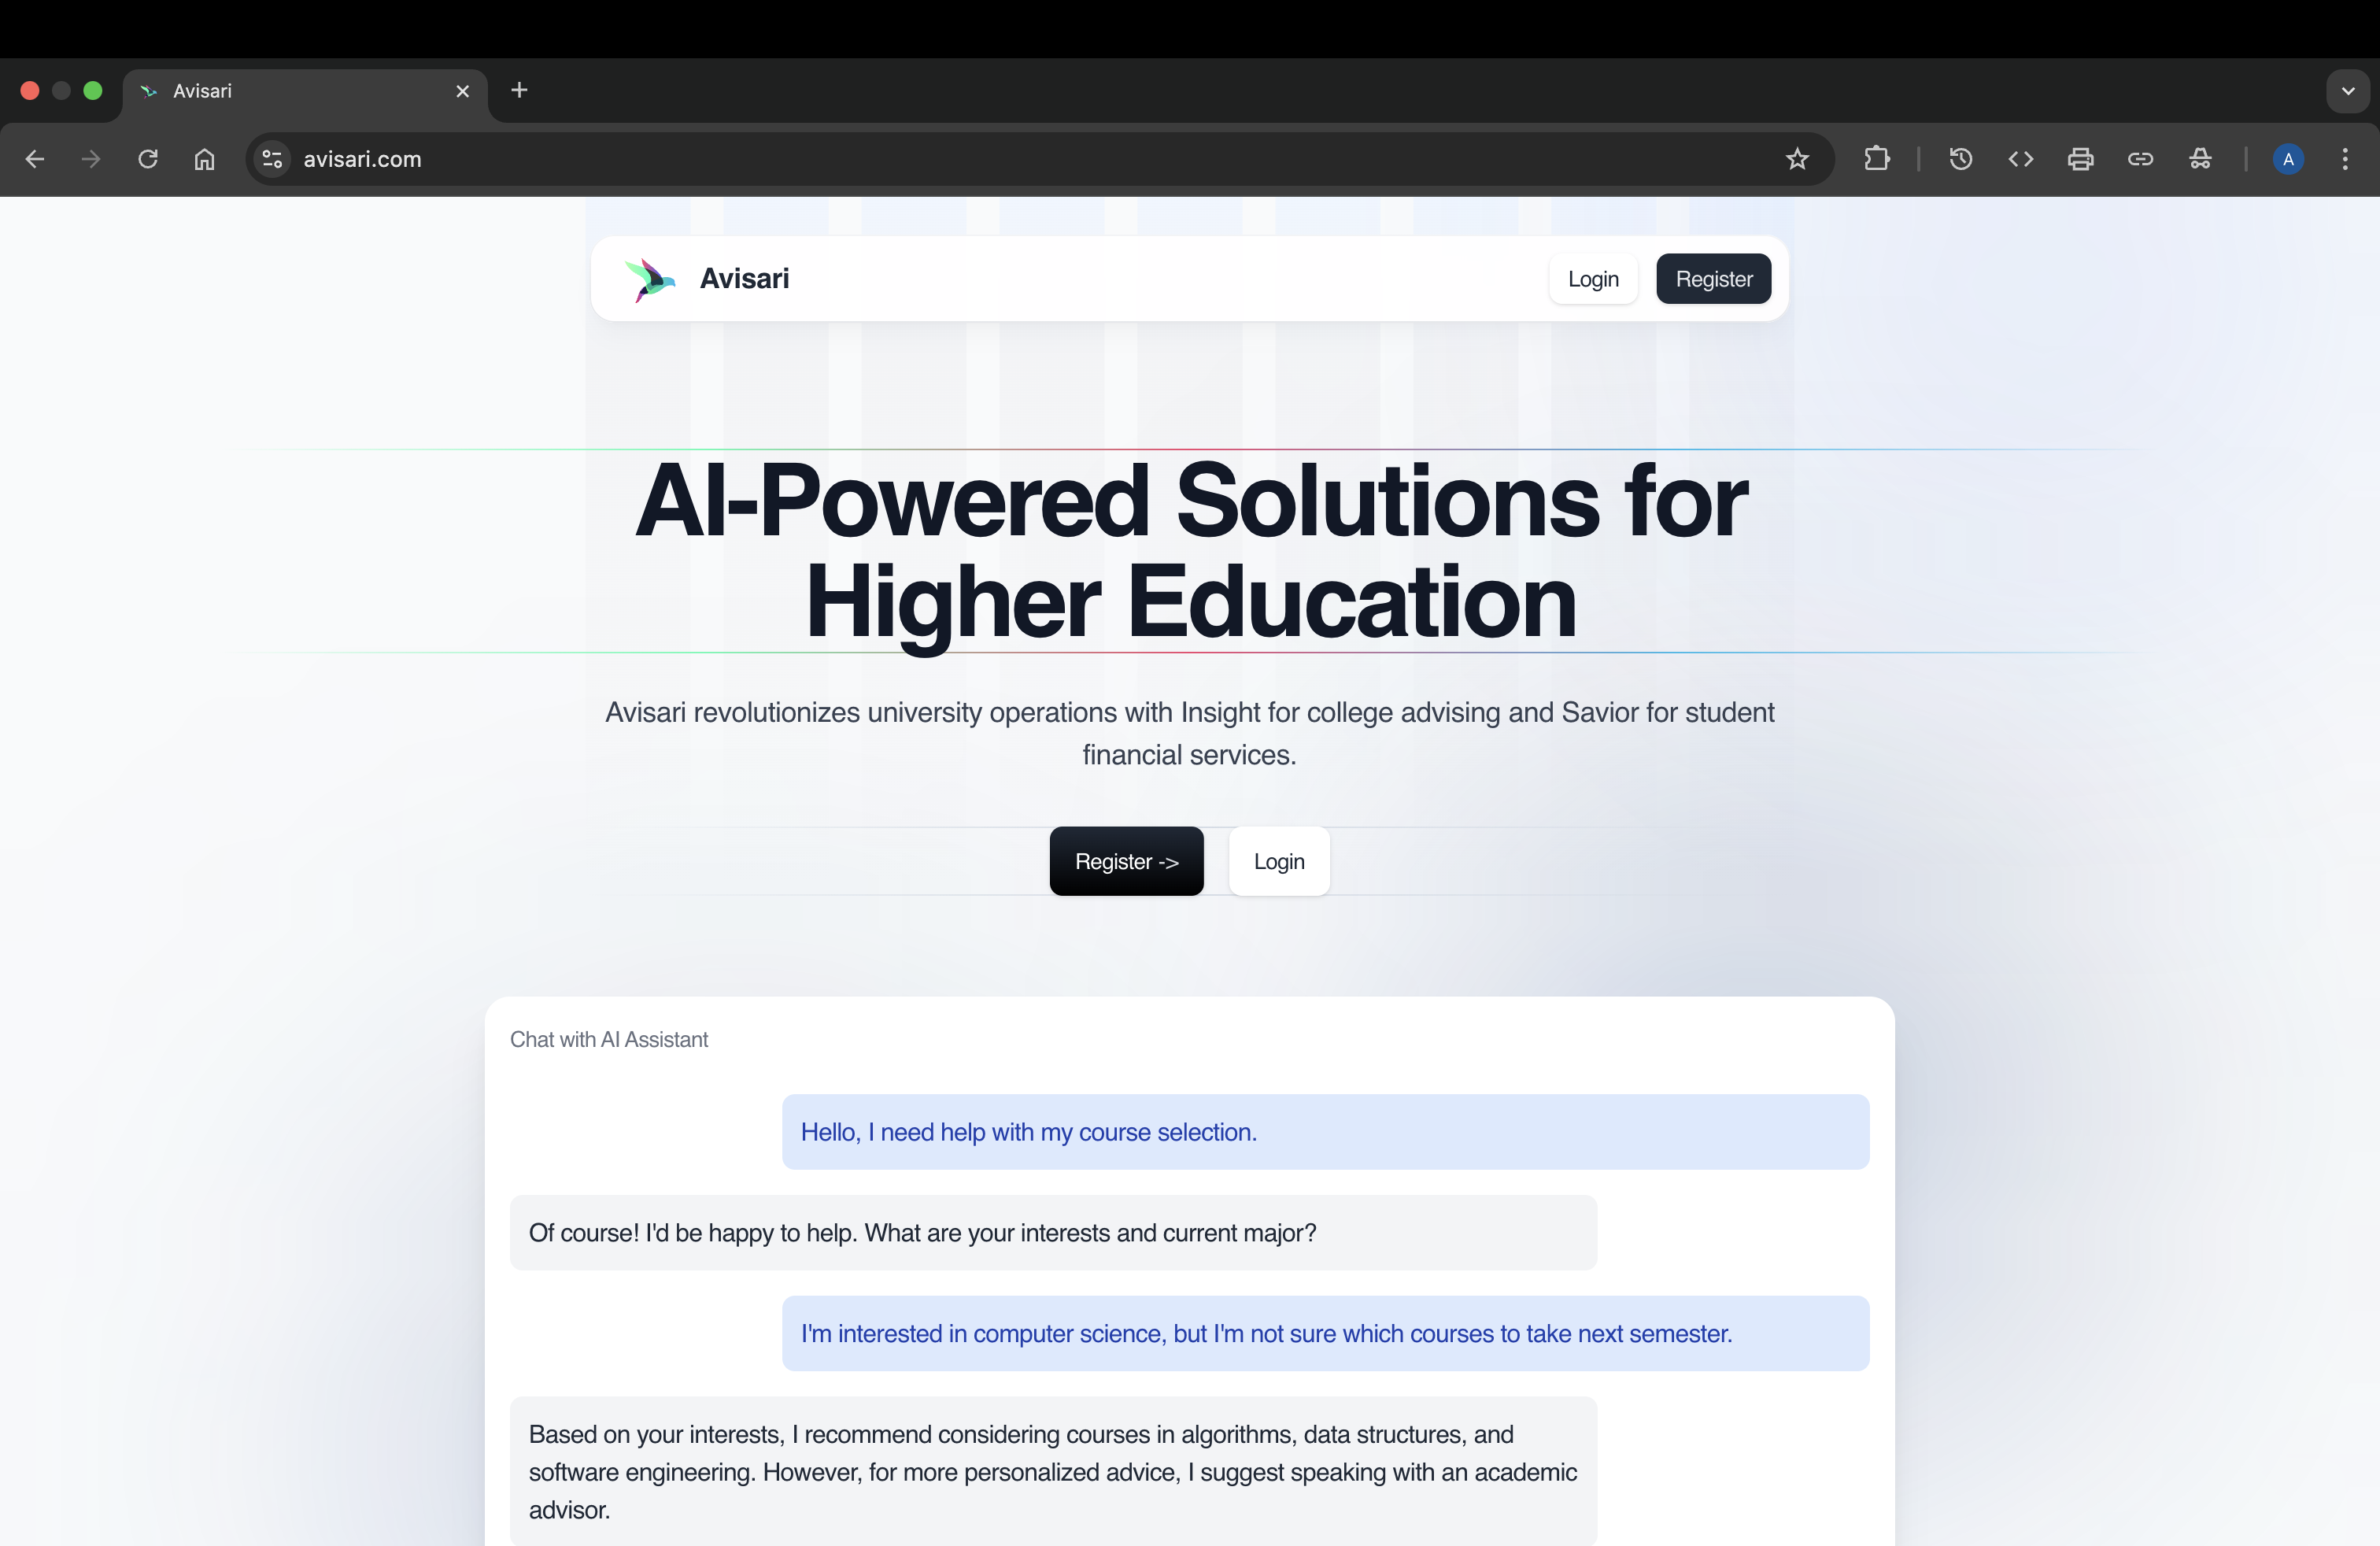 Avisari
avisari.com
A
Avisari
Login
Register
AI-Powered Solutions for
Higher Education
Avisari revolutionizes university operations with Insight for college advising and Savior for student
financial services.
Register ->
Login
Chat with AI Assistant
Hello, I need help with my course selection.
Of course! I'd be happy to help. What are your interests and current major?
I'm interested in computer science, but I'm not sure which courses to take next semester.
Based on your interests, I recommend considering courses in algorithms, data structures, and
software engineering. However, for more personalized advice, I suggest speaking with an academic
advisor.